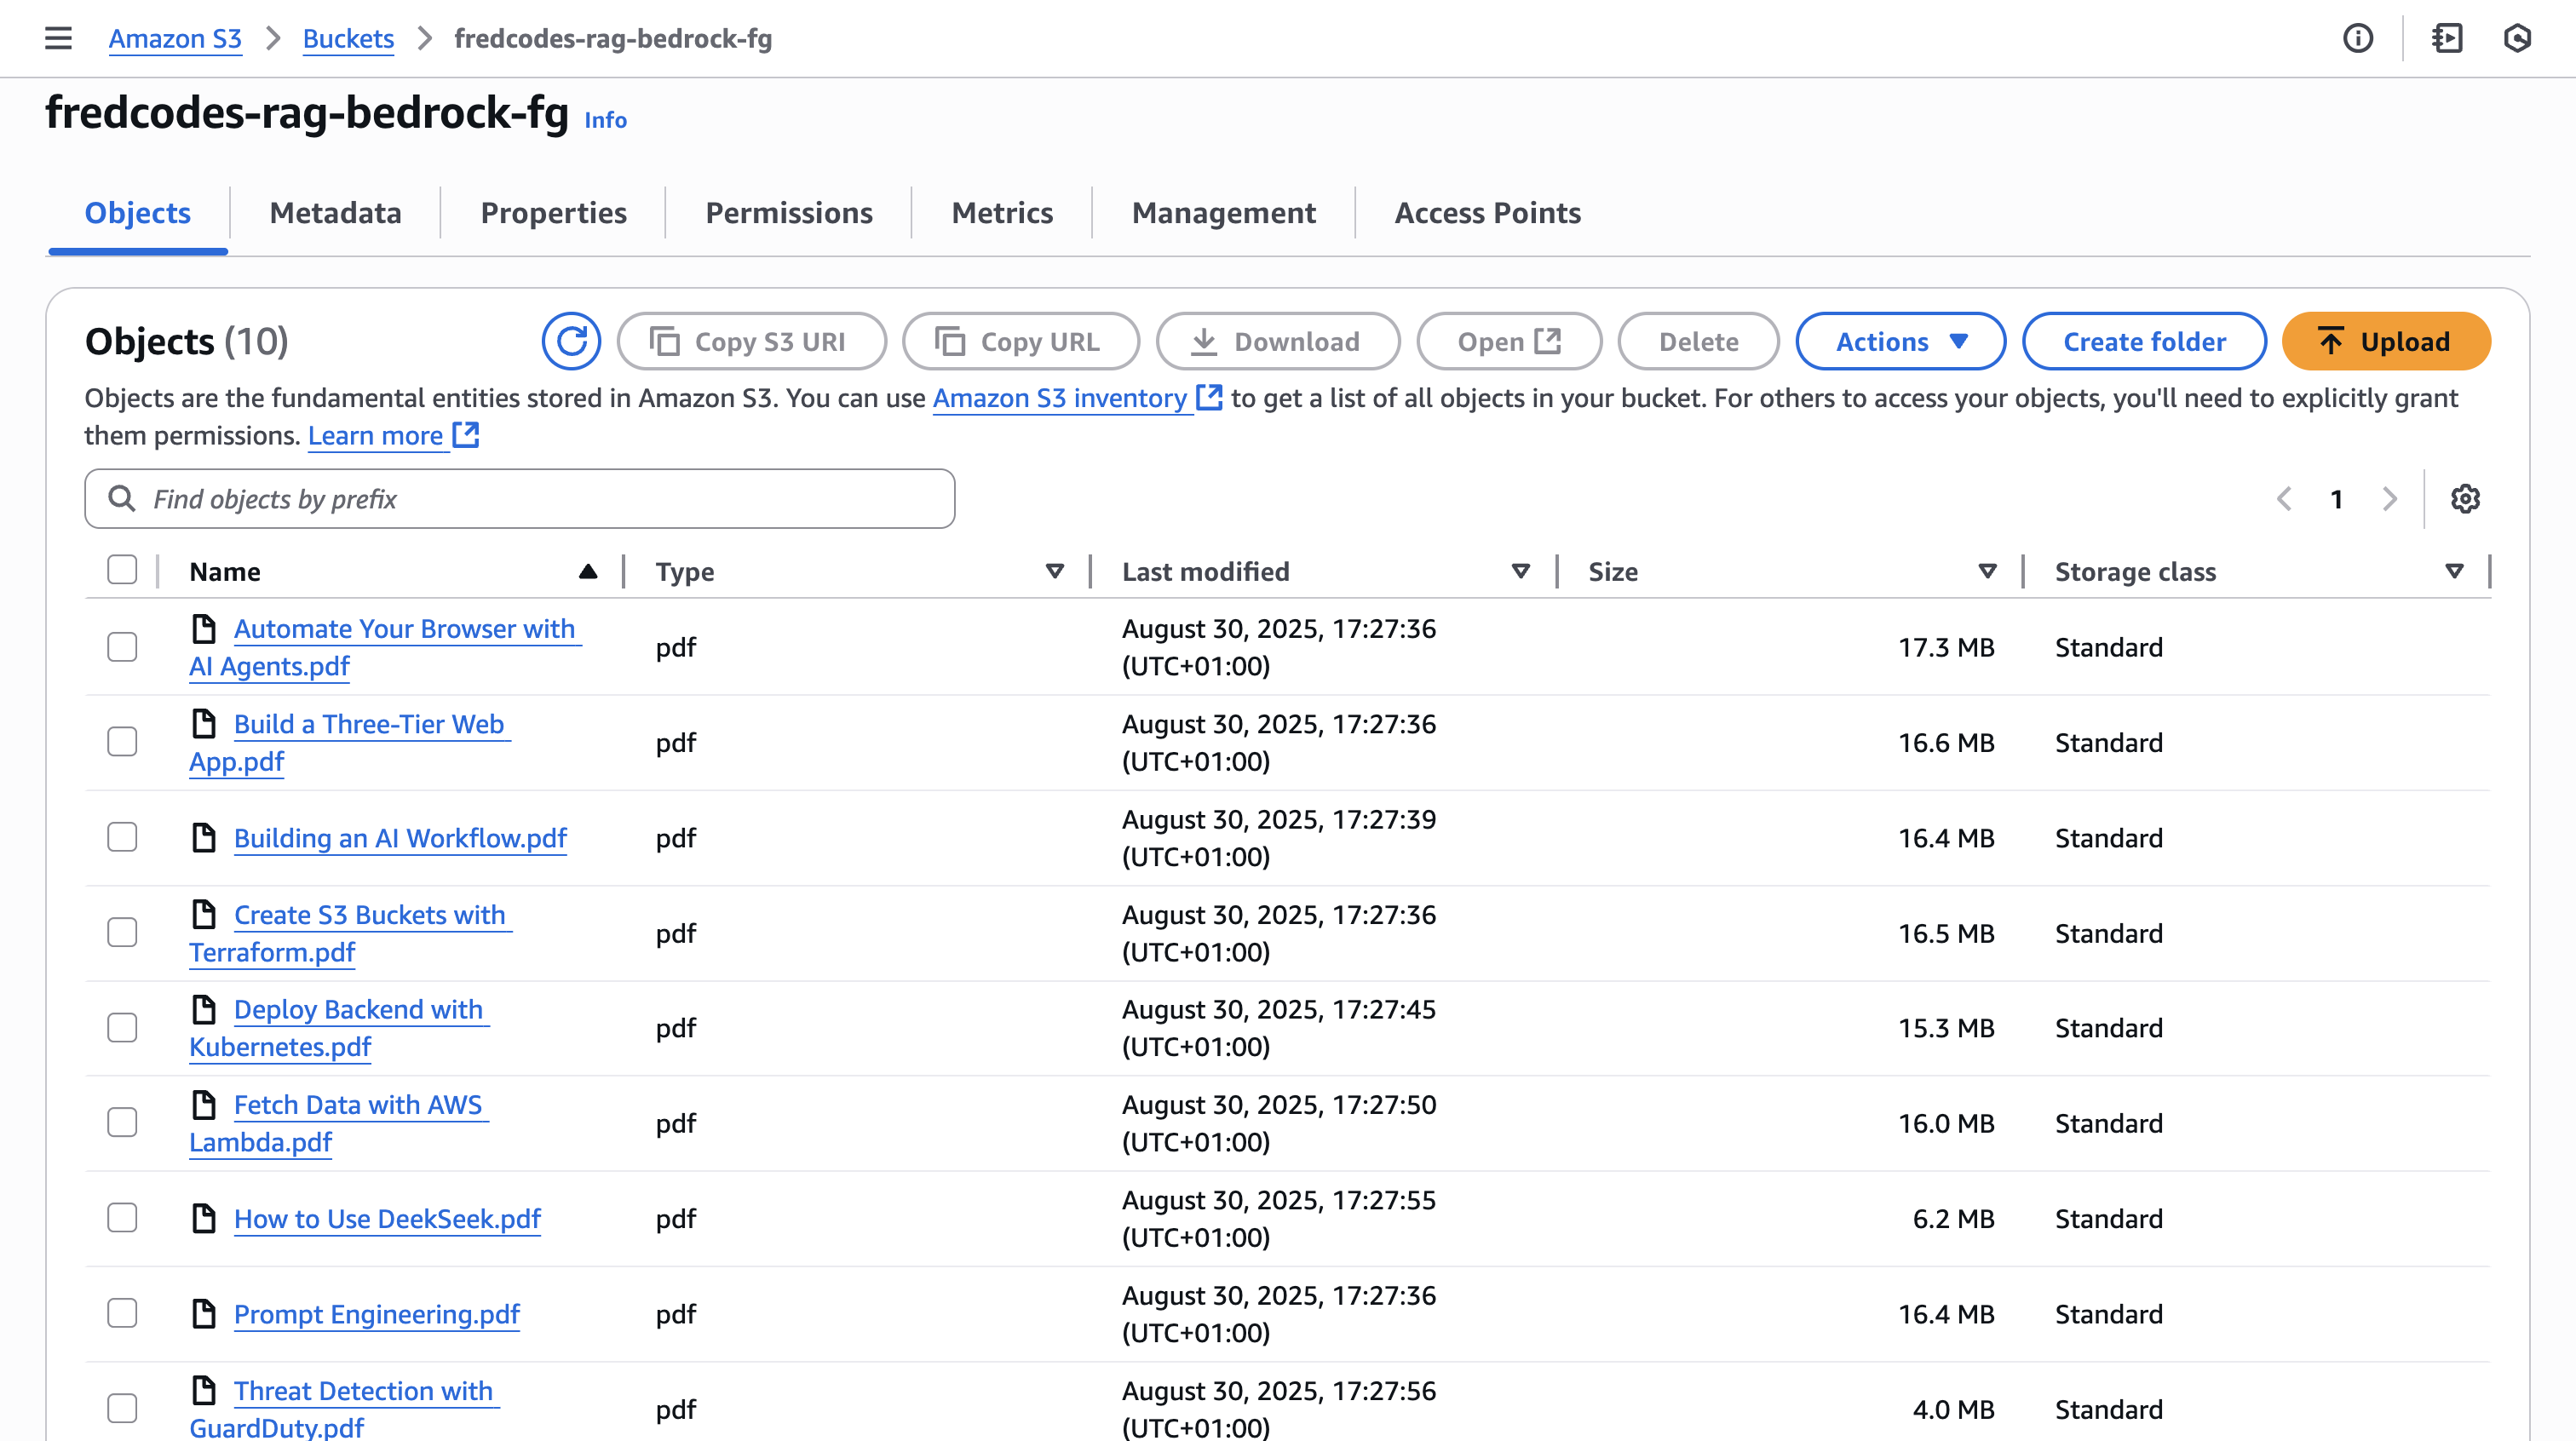 Amazon S3 > Buckets > fredcodes-rag-bedrock-fg
fredcodes-rag-bedrock-fg Info
Objects Metadata Properties Permissions Metrics Management Access Points
Objects (10) Copy S3 URI Copy URL Download Open Delete Actions Create folder Upload
Objects are the fundamental entities stored in Amazon S3. You can use Amazon S3 inventory to get a list of all objects in your bucket. For others to access your objects, you'll need to explicitly grant
them permissions. Learn more
Find objects by prefix 1
Name Type Last modified Size Storage class
Automate Your Browser with
AI Agents.pdf
pdf
August 30, 2025, 17:27:36
(UTC+01:00)
17.3 MB
Standard
Build a Three-Tier Web
App.pdf
pdf
August 30, 2025, 17:27:36
(UTC+01:00)
16.6 MB
Standard
Building an AI Workflow.pdf
pdf
August 30, 2025, 17:27:39
(UTC+01:00)
16.4 MB
Standard
Create S3 Buckets with
Terraform.pdf
pdf
August 30, 2025, 17:27:36
(UTC+01:00)
16.5 MB
Standard
Deploy Backend with
Kubernetes.pdf
pdf
August 30, 2025, 17:27:45
(UTC+01:00)
15.3 MB
Standard
Fetch Data with AWS
Lambda.pdf
pdf
August 30, 2025, 17:27:50
(UTC+01:00)
16.0 MB
Standard
How to Use DeekSeek.pdf
pdf
August 30, 2025, 17:27:55
(UTC+01:00)
6.2 MB
Standard
Prompt Engineering.pdf
pdf
August 30, 2025, 17:27:36
(UTC+01:00)
16.4 MB
Standard
Threat Detection with
GuardDuty.pdf
pdf
August 30, 2025, 17:27:56
(UTC+01:00)
4.0 MB
Standard